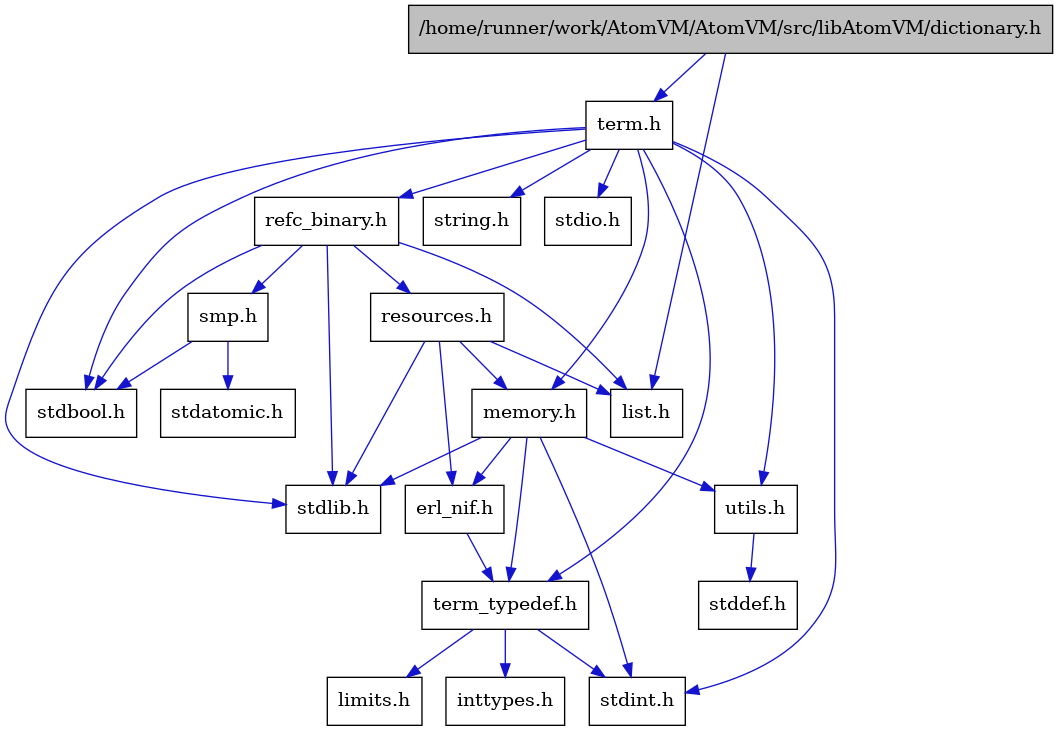 /home/runner/work/AtomVM/AtomVM/src/libAtomVM/dictionary.h
term.h
refc_binary.h
string.h
stdio.h
smp.h
resources.h
stdbool.h
stdatomic.h
memory.h
list.h
stdlib.h
erl_nif.h
utils.h
term_typedef.h
stddef.h
limits.h
inttypes.h
stdint.h